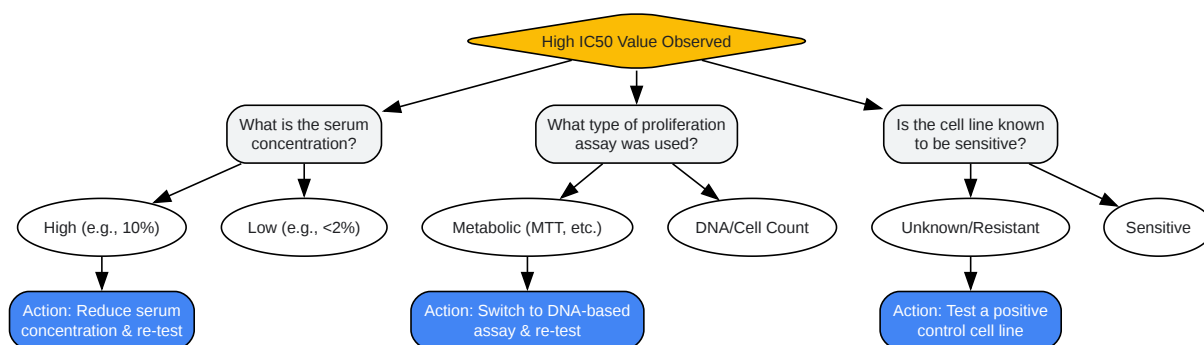 High IC50 Value Observed
What is the serum
concentration?
What type of proliferation
assay was used?
Is the cell line known
to be sensitive?
High (e.g., 10%)
Low (e.g., <2%)
Metabolic (MTT, etc.)
DNA/Cell Count
Unknown/Resistant
Sensitive
Action: Reduce serum
concentration & re-test
Action: Switch to DNA-based
assay & re-test
Action: Test a positive
control cell line